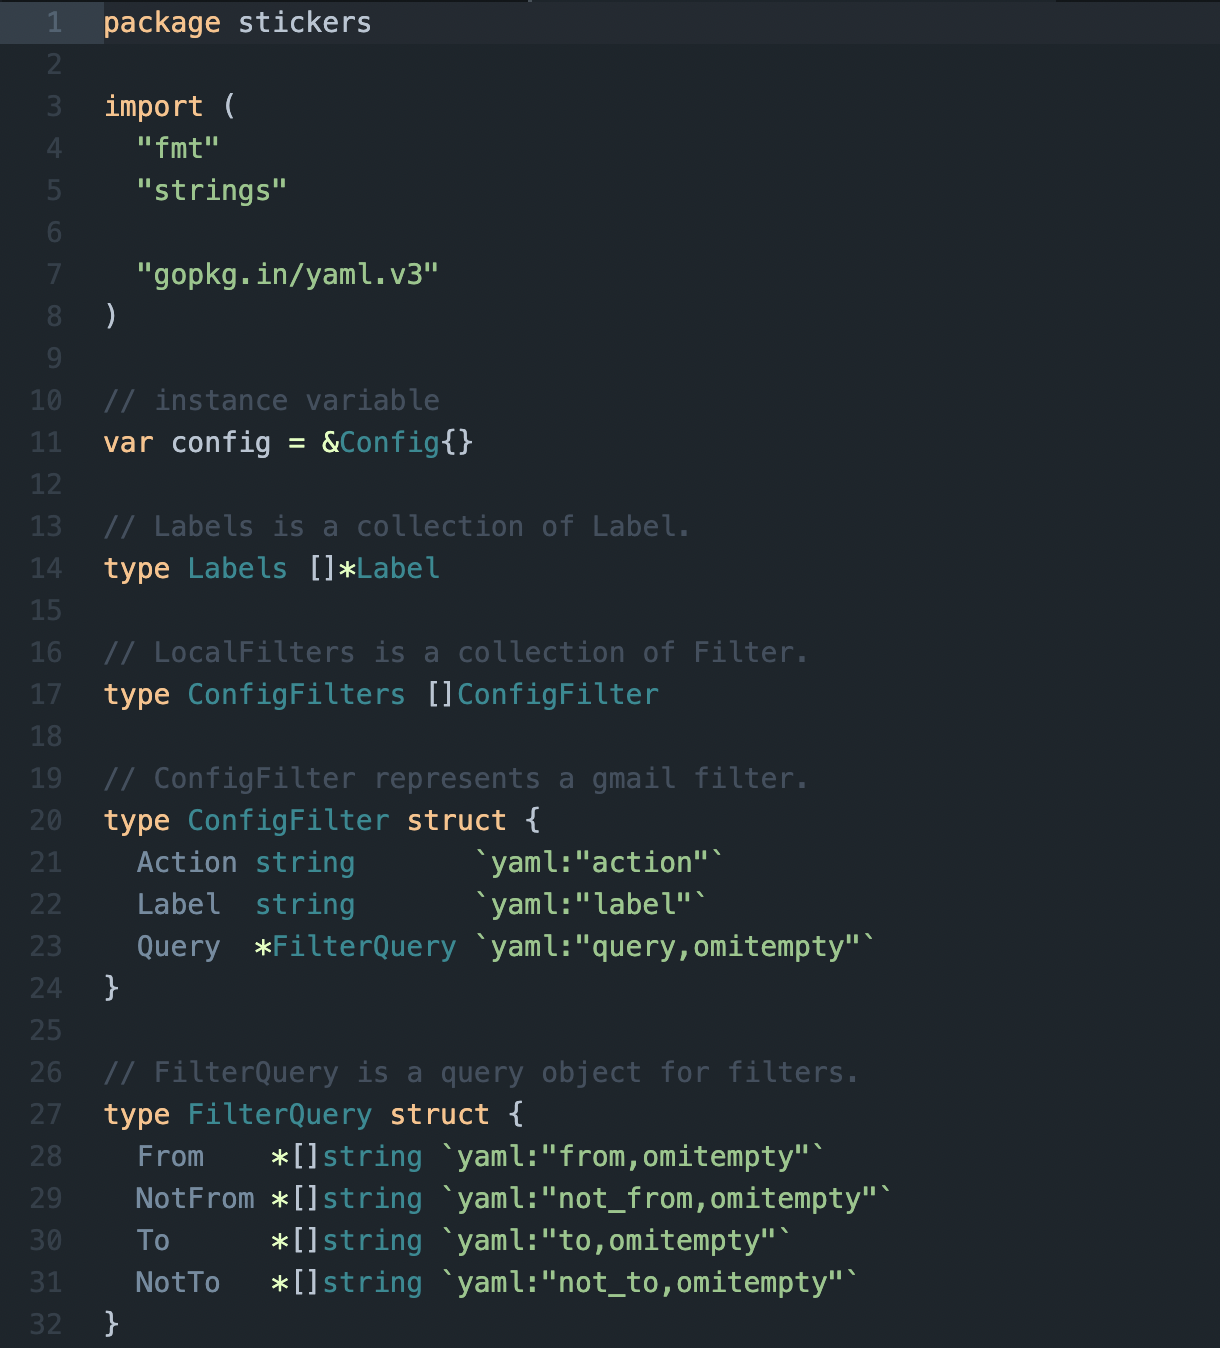 1 package stickers
2
3 import (
4   "fmt"
5   "strings"
6
7   "gopkg.in/yaml.v3"
8 )
9
10 // instance variable
11 var config = &Config{}
12
13 // Labels is a collection of Label.
14 type Labels []*Label
15
16 // LocalFilters is a collection of Filter.
17 type ConfigFilters []ConfigFilter
18
19 // ConfigFilter represents a gmail filter.
20 type ConfigFilter struct {
21   Action string       `yaml:"action"`
22   Label  string       `yaml:"label"`
23   Query  *FilterQuery `yaml:"query,omitempty"`
24 }
25
26 // FilterQuery is a query object for filters.
27 type FilterQuery struct {
28   From    *[]string `yaml:"from,omitempty"`
29   NotFrom *[]string `yaml:"not_from,omitempty"`
30   To      *[]string `yaml:"to,omitempty"`
31   NotTo   *[]string `yaml:"not_to,omitempty"`
32 }